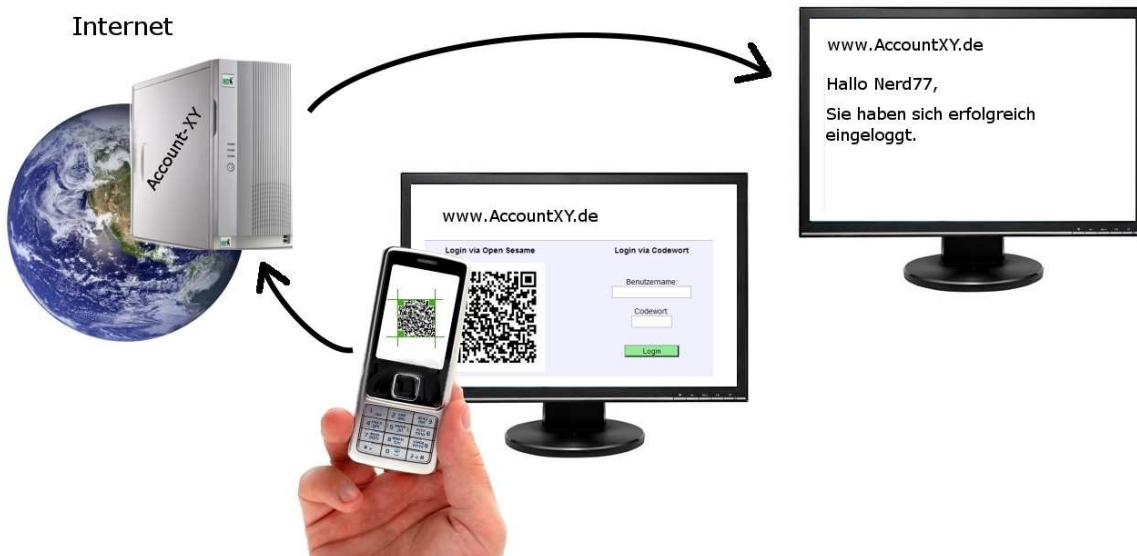 Internet
Account-XY
www.AccountXY.de
Login via Open Sesame
Login via Codewort
Benutzername:
Codewort:
Login
www.AccountXY.de
Hallo Nerd77,
Sie haben sich erfolgreich
eingeloggt.